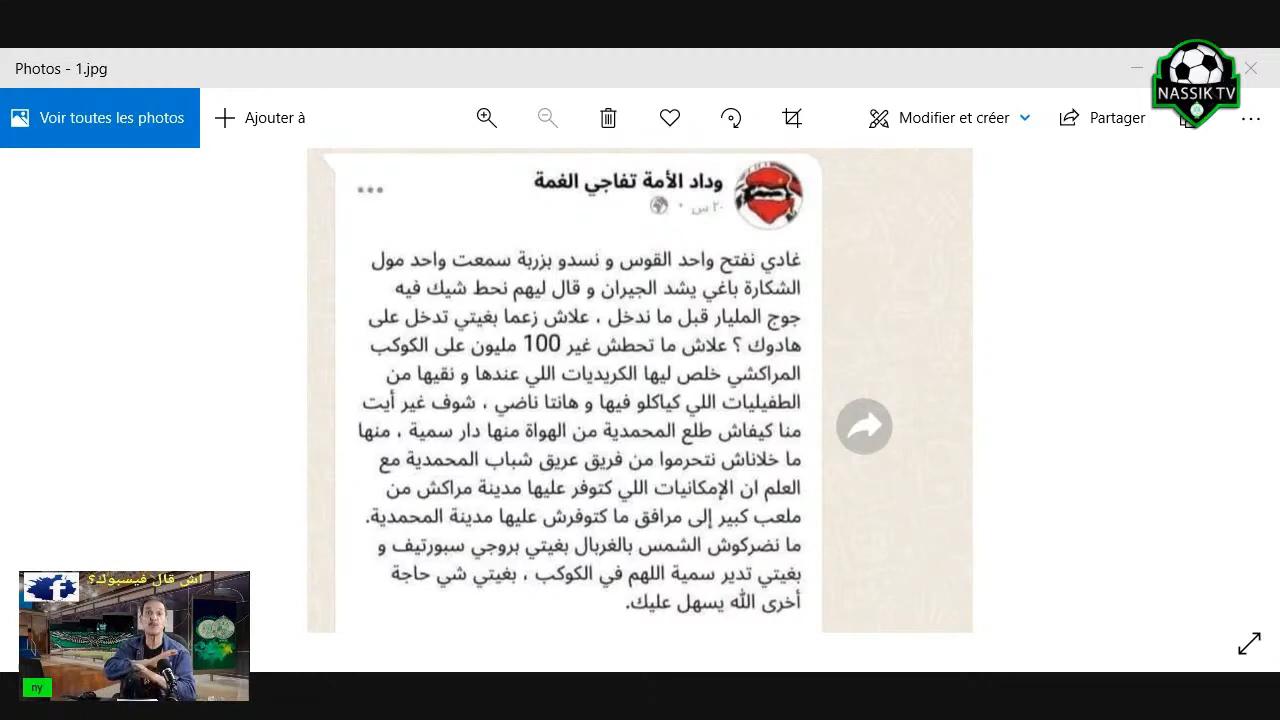 Photos - 1.jpg
NASSIK TV
Voir toutes les photos
Ajouter à
Modifier et créer
Partager
وداد الأمة تفاجي الغمة
٢٠ س
غادي نفتح واحد القوس و نسدو بزربة سمعت واحد مول
الشكارة باغي يشد الجيران و قال ليهم نحط شيك فيه
جوج المليار قبل ما ندخل ، علاش زعما بغيتي تدخل على
هادوك ؟ علاش ما تحطش غير 100 مليون على الكوكب
المراكشي خلص ليها الكريديات اللي عندها و نقيها من
الطفيليات اللي كياكلو فيها و هانتا ناضي ، شوف غير أيت
منا كيفاش طلع المحمدية من الهواة منها دار سمية ، منها
ما خلاناش نتحرموا من فريق عريق شباب المحمدية مع
العلم ان الإمكانيات اللي كتوفر عليها مدينة مراكش من
ملعب كبير إلى مرافق ما كتوفرش عليها مدينة المحمدية.
ما نضركوش الشمس بالغربال بغيتي بروجي سبورتيف و
بغيتي تدير سمية اللهم في الكوكب ، بغيتي شي حاجة
أخرى الله يسهل عليك.
اش قال فيسبوك؟
ny